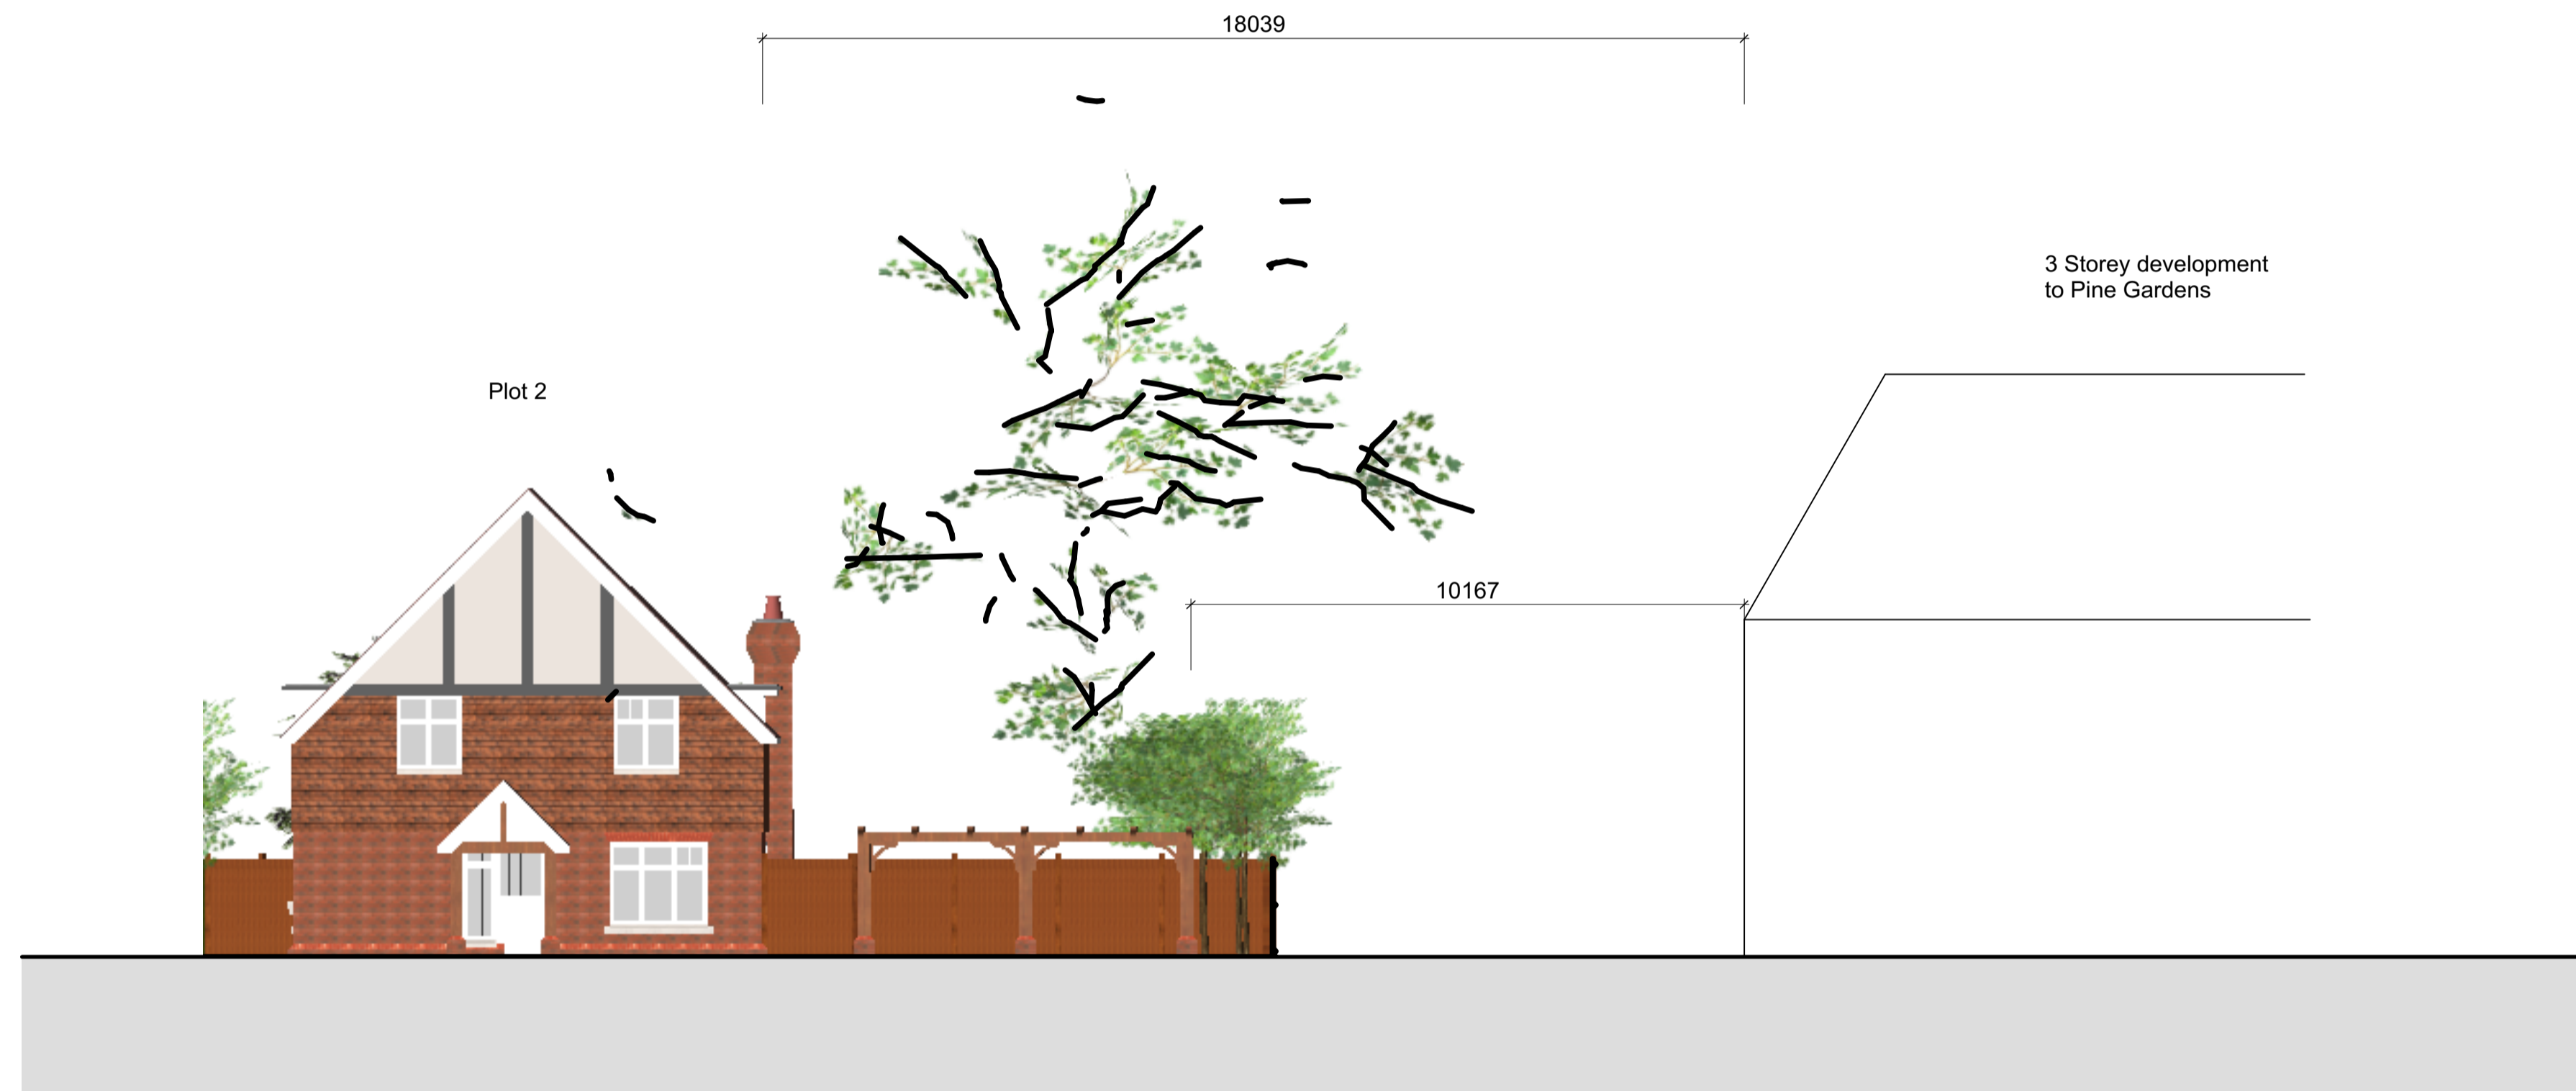 18039
3 Storey development
to Pine Gardens
Plot 2
10167